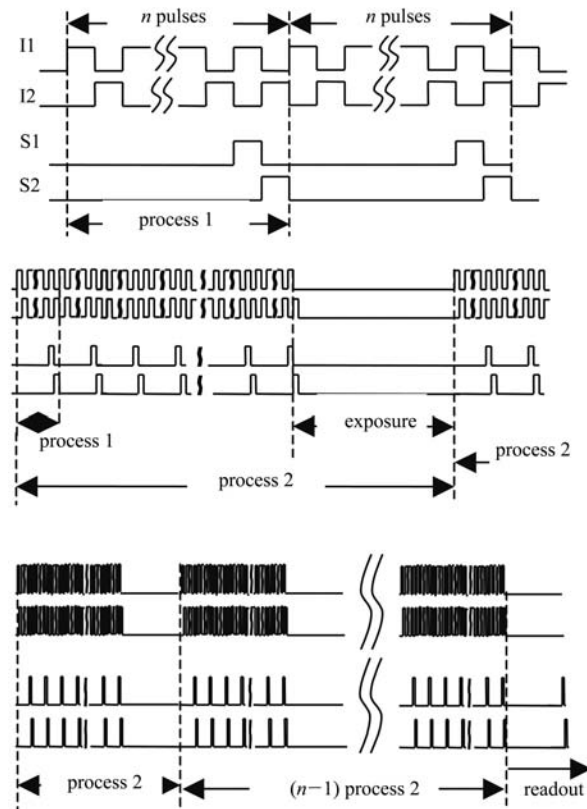 n pulses n pulses
I1
I2
S1
S2
process 1
process 1
exposure
process 2
process 2
process 2
(n−1) process 2
readout